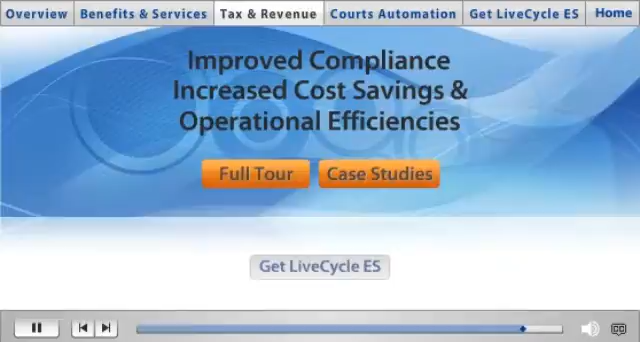 Overview Benefits & Services Tax & Revenue Courts Automation Get LiveCycle ES Home
Improved Compliance
Increased Cost Savings &
Operational Efficiencies
Full Tour Case Studies
Get LiveCycle ES
CC